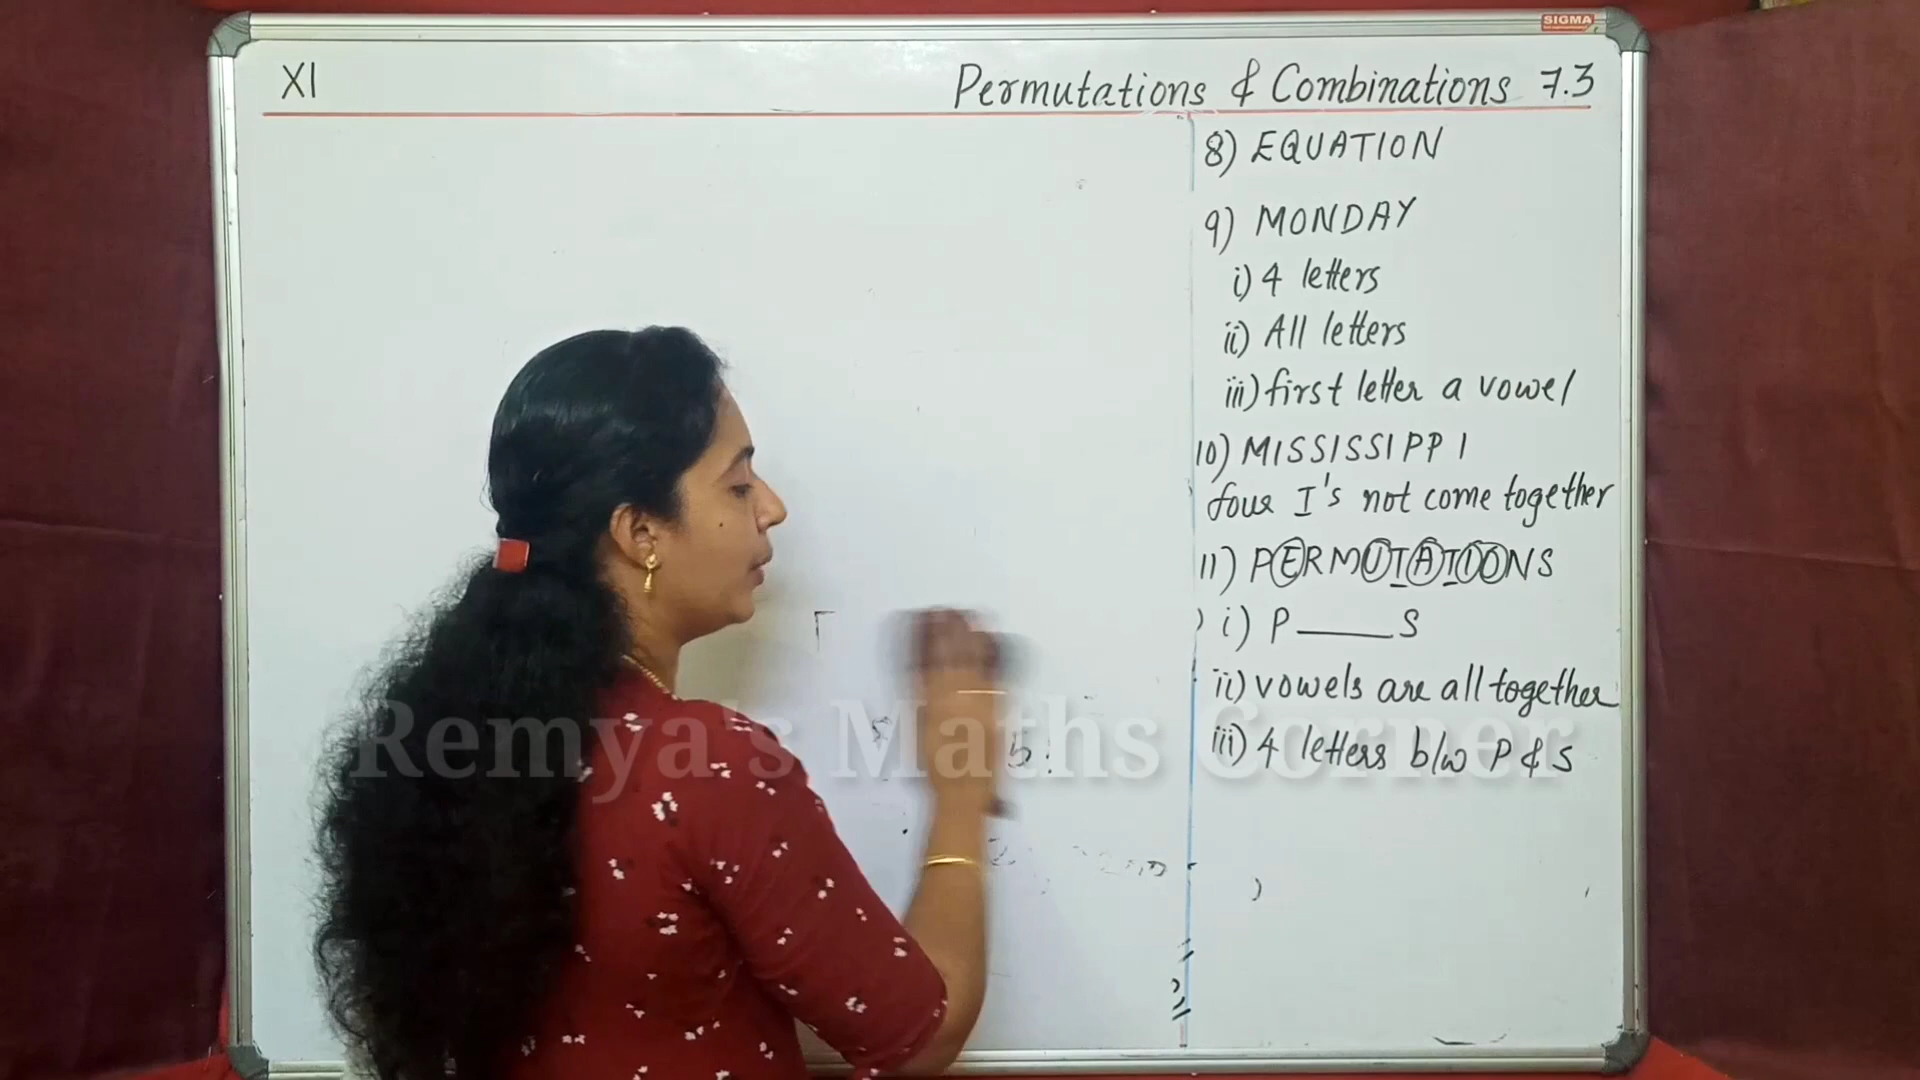 SIGMA
XI
Permutations & Combinations 7.3
8) EQUATION
9) MONDAY
i) 4 letters
ii) All letters
iii) first letter a vowel
10) MISSISSIPPI
four I's not come together
11) PERMUTATIONS
i) P _____ S
ii) vowels are all together
iii) 4 letters b/w P & S
5!
Remya's Maths Corner